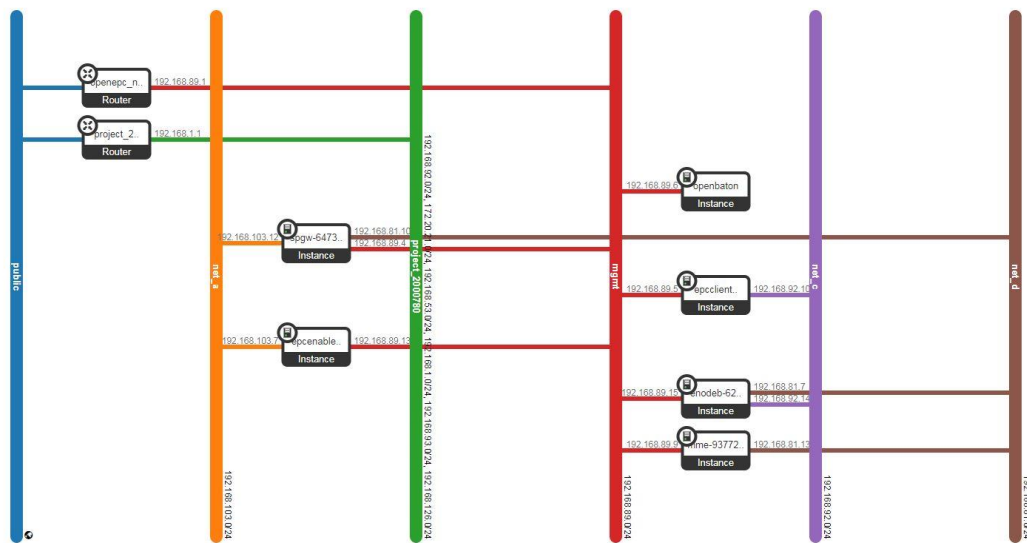 openepc_n..
Router
192.168.89.1
project_2..
Router
192.168.1.1
openbaton
Instance
192.168.89.6
192.168.103.12
spgw-6473..
Instance
192.168.81.10
192.168.89.4
192.168.89.5
epcclient..
Instance
192.168.92.10
192.168.103.7
epcenable..
Instance
192.168.89.13
192.168.89.15
enodeb-62..
Instance
192.168.81.7
192.168.92.14
192.168.89.9
mme-93772..
Instance
192.168.81.13
public
net_a
192.168.103.0/24
project_2000780
192.168.92.0/24, 172.20.21.0/24, 192.168.53.0/24, 192.168.1.0/24, 192.168.93.0/24, 192.168.126.0/24
mgmt
192.168.89.0/24
net_c
192.168.92.0/24
net_d